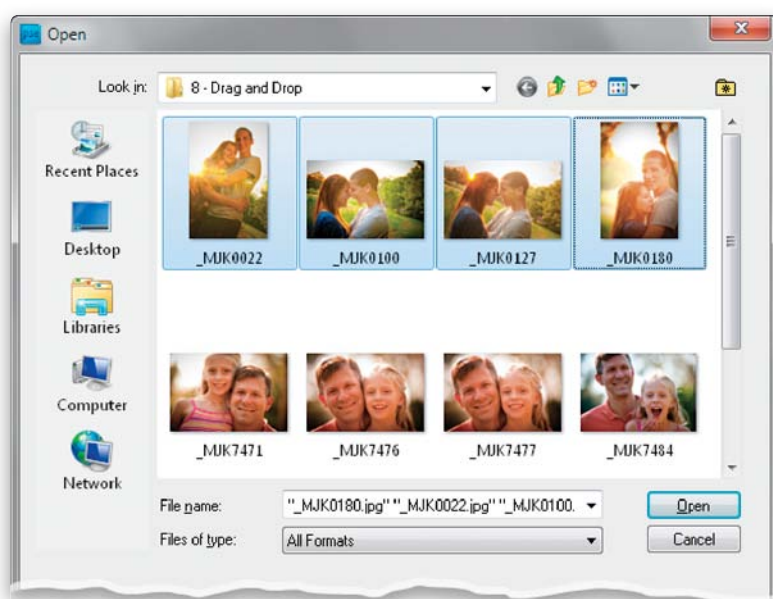 pse Open
Look in: 8 - Drag and Drop
Recent Places
Desktop
Libraries
Computer
Network
_MJK0022 _MJK0100 _MJK0127 _MJK0180
_MJK7471 _MJK7476 _MJK7477 _MJK7484
File name: "_MJK0180.jpg" "_MJK0022.jpg" "_MJK0100. Open
Files of type: All Formats Cancel